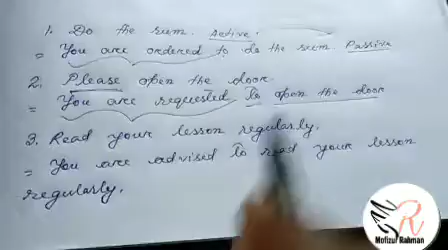 1. Do the sum. Active.
= You are ordered to do the sum. Passive
2. Please open the door.
= You are requested to open the door
3. Read your lesson regularly.
= You are advised to read your lesson
regularly.
R
Mofizur Rahman